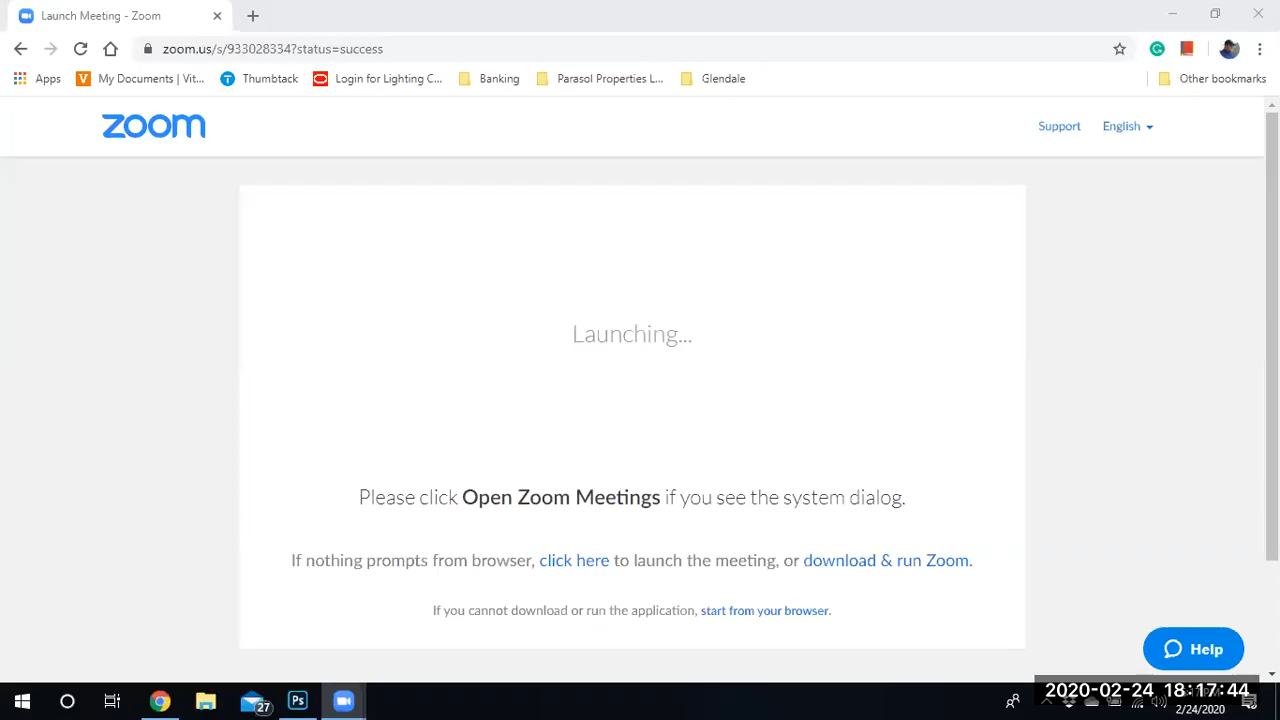 Launch Meeting - Zoom
zoom.us/s/933028334?status=success
Apps
My Documents | Vit...
Thumbtack
Login for Lighting C...
Banking
Parasol Properties L...
Glendale
Other bookmarks
zoom
Support
English
Launching...
Please click Open Zoom Meetings if you see the system dialog.
If nothing prompts from browser, click here to launch the meeting, or download & run Zoom.
If you cannot download or run the application, start from your browser.
Help
27
Ps
2020-02-24 18:17:44
2/24/2020